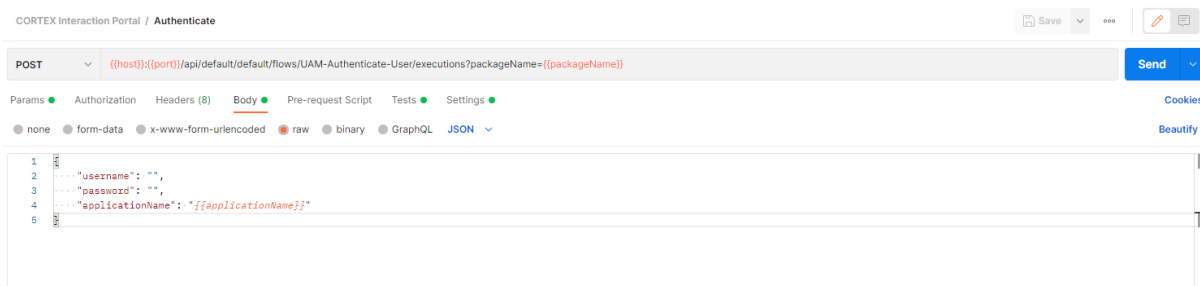 CORTEX Interaction Portal / Authenticate
Save
POST
{{host}}:{{port}}/api/default/default/flows/UAM-Authenticate-User/executions?packageName={{packageName}}
Send
Params Authorization Headers (8) Body Pre-request Script Tests Settings
Cookies
none form-data x-www-form-urlencoded raw binary GraphQL JSON
Beautify
1 {
2 "username": "",
3 "password": "",
4 "applicationName": "{{applicationName}}"
5 }